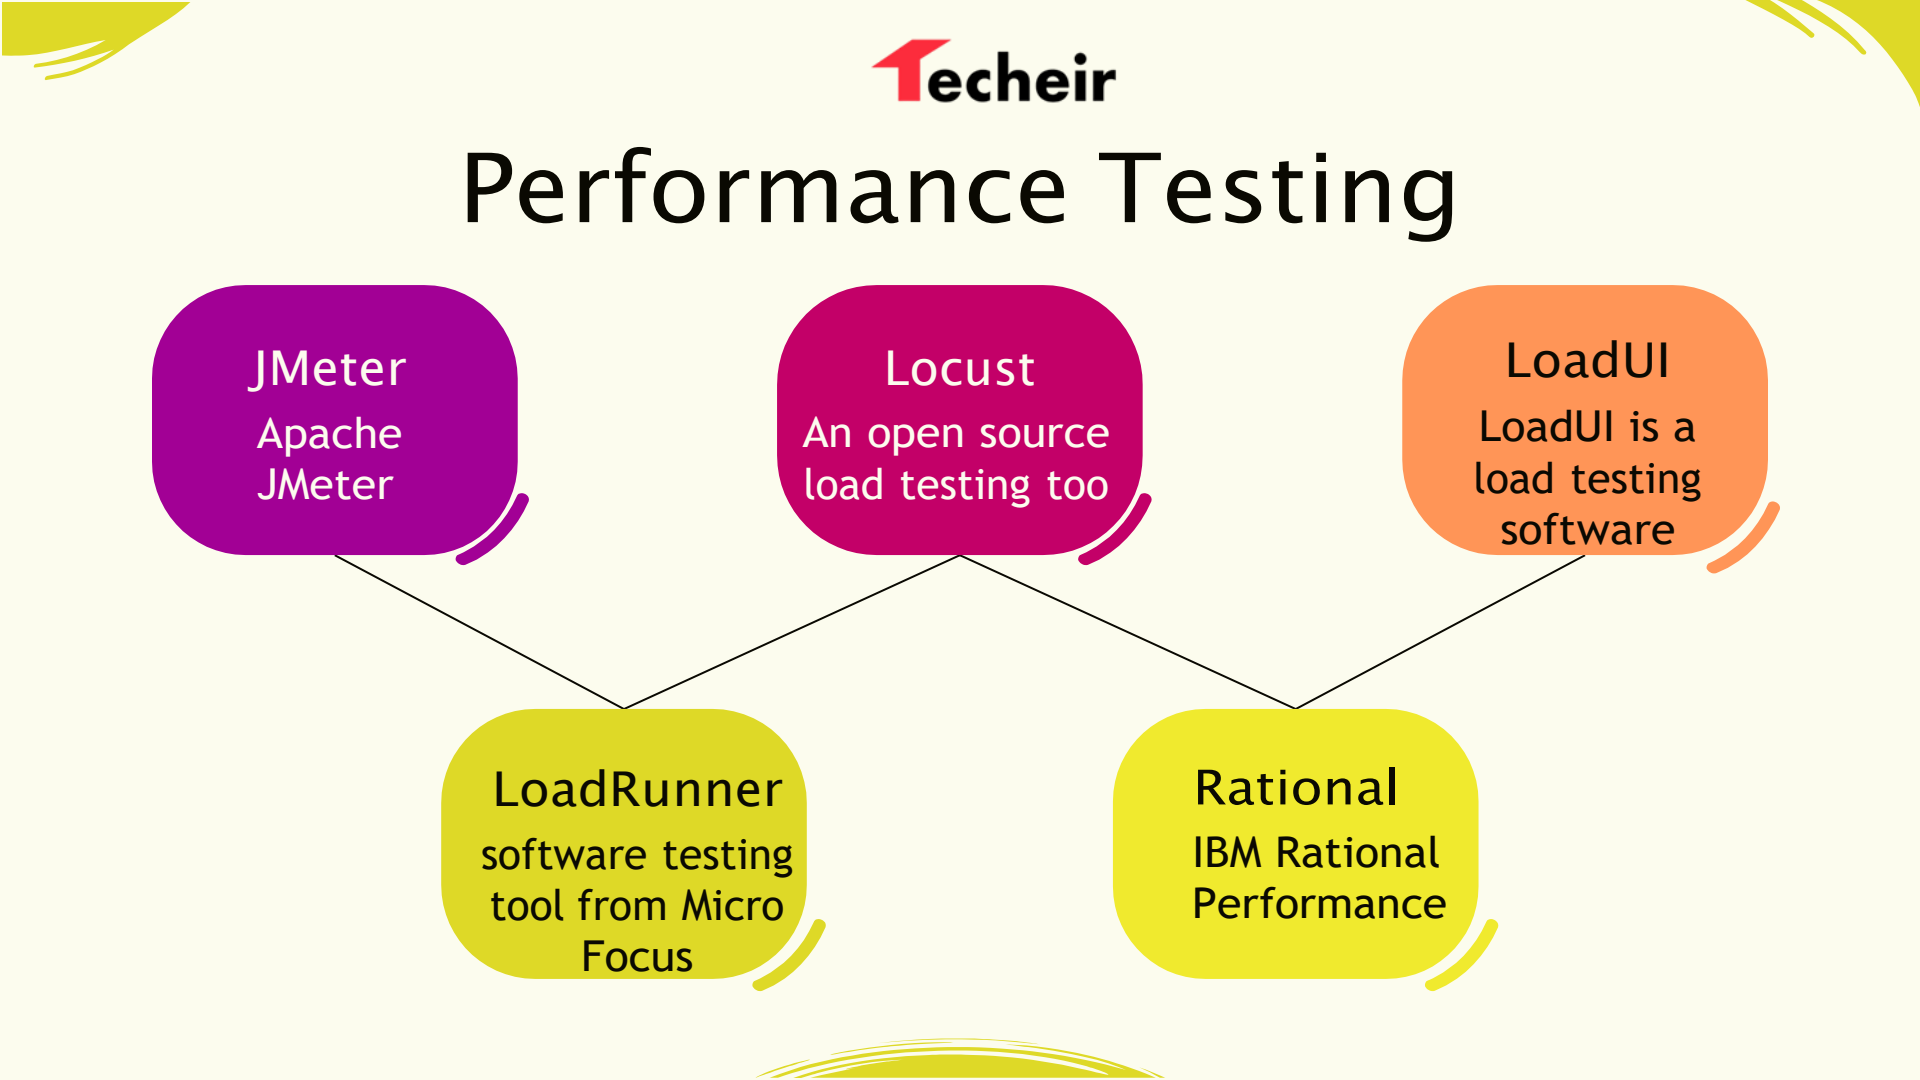 Techeir
Performance Testing
JMeter
Apache
JMeter
Locust
An open source
load testing too
LoadUI
LoadUI is a
load testing
software
LoadRunner
software testing
tool from Micro
Focus
Rational
IBM Rational
Performance